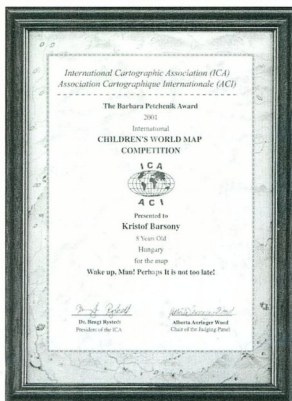 International Cartographic Association (ICA)
Association Cartographique Internationale (ACI)
The Barbara Petchenik Award
2001
International
CHILDREN'S WORLD MAP
COMPETITION
ICA
ACI
Presented to
Kristof Barsony
Years Old
Hungary
for the map
Wake up, Man! Perhaps It is not too late!
Dr. Bengt Rystedt
President of the ICA
Alberta Auringer Wood
Chair of the Judging Panel